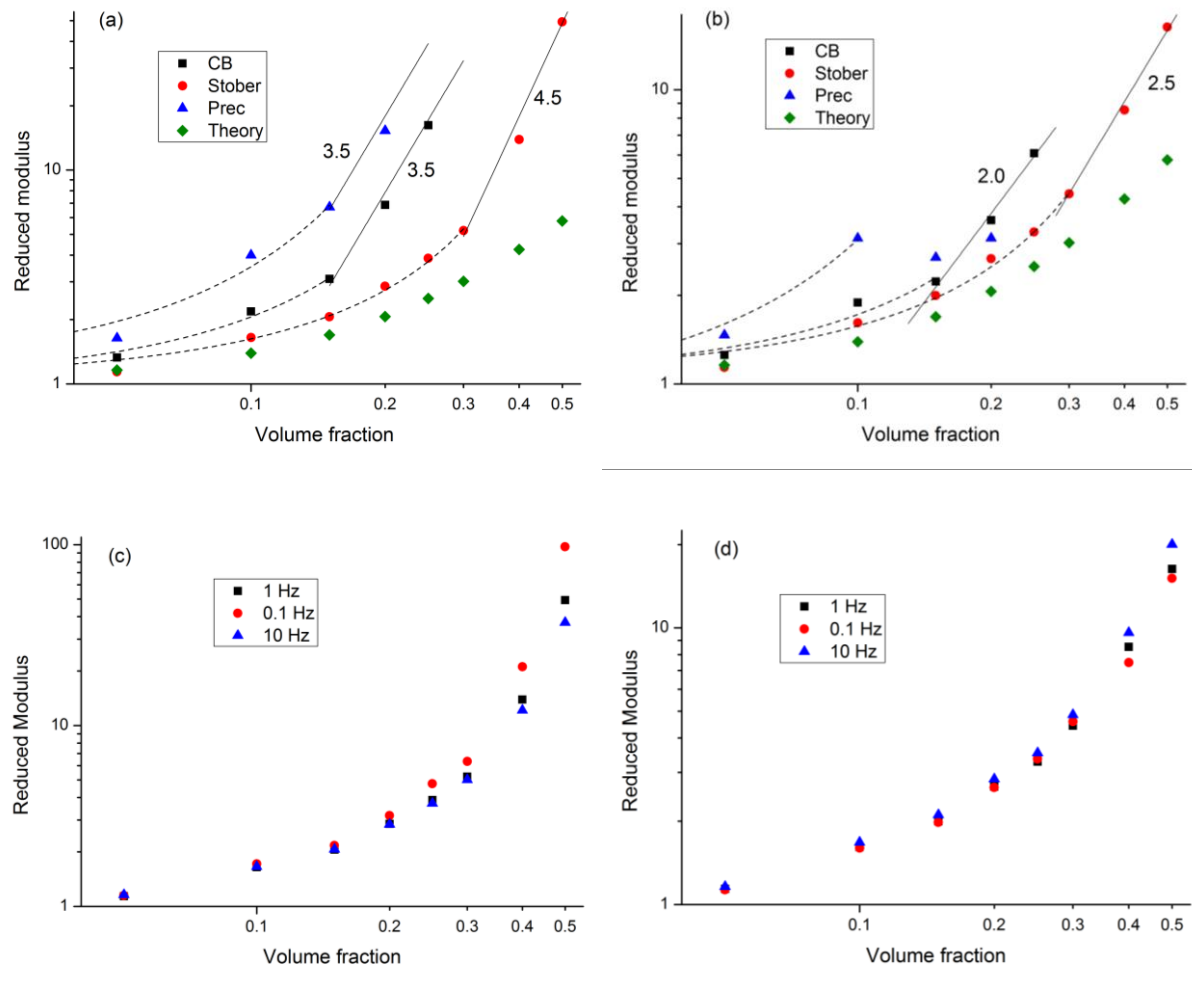 (a)
CB
Stober
Prec
Theory
3.5
3.5
4.5
10
1
0.1
0.2
0.3
0.4
0.5
Reduced modulus
Volume fraction
(b)
CB
Stober
Prec
Theory
2.0
2.5
10
1
0.1
0.2
0.3
0.4
0.5
Reduced modulus
Volume fraction
(c)
1 Hz
0.1 Hz
10 Hz
100
10
1
0.1
0.2
0.3
0.4
0.5
Reduced Modulus
Volume fraction
(d)
1 Hz
0.1 Hz
10 Hz
10
1
0.1
0.2
0.3
0.4
0.5
Reduced Modulus
Volume fraction